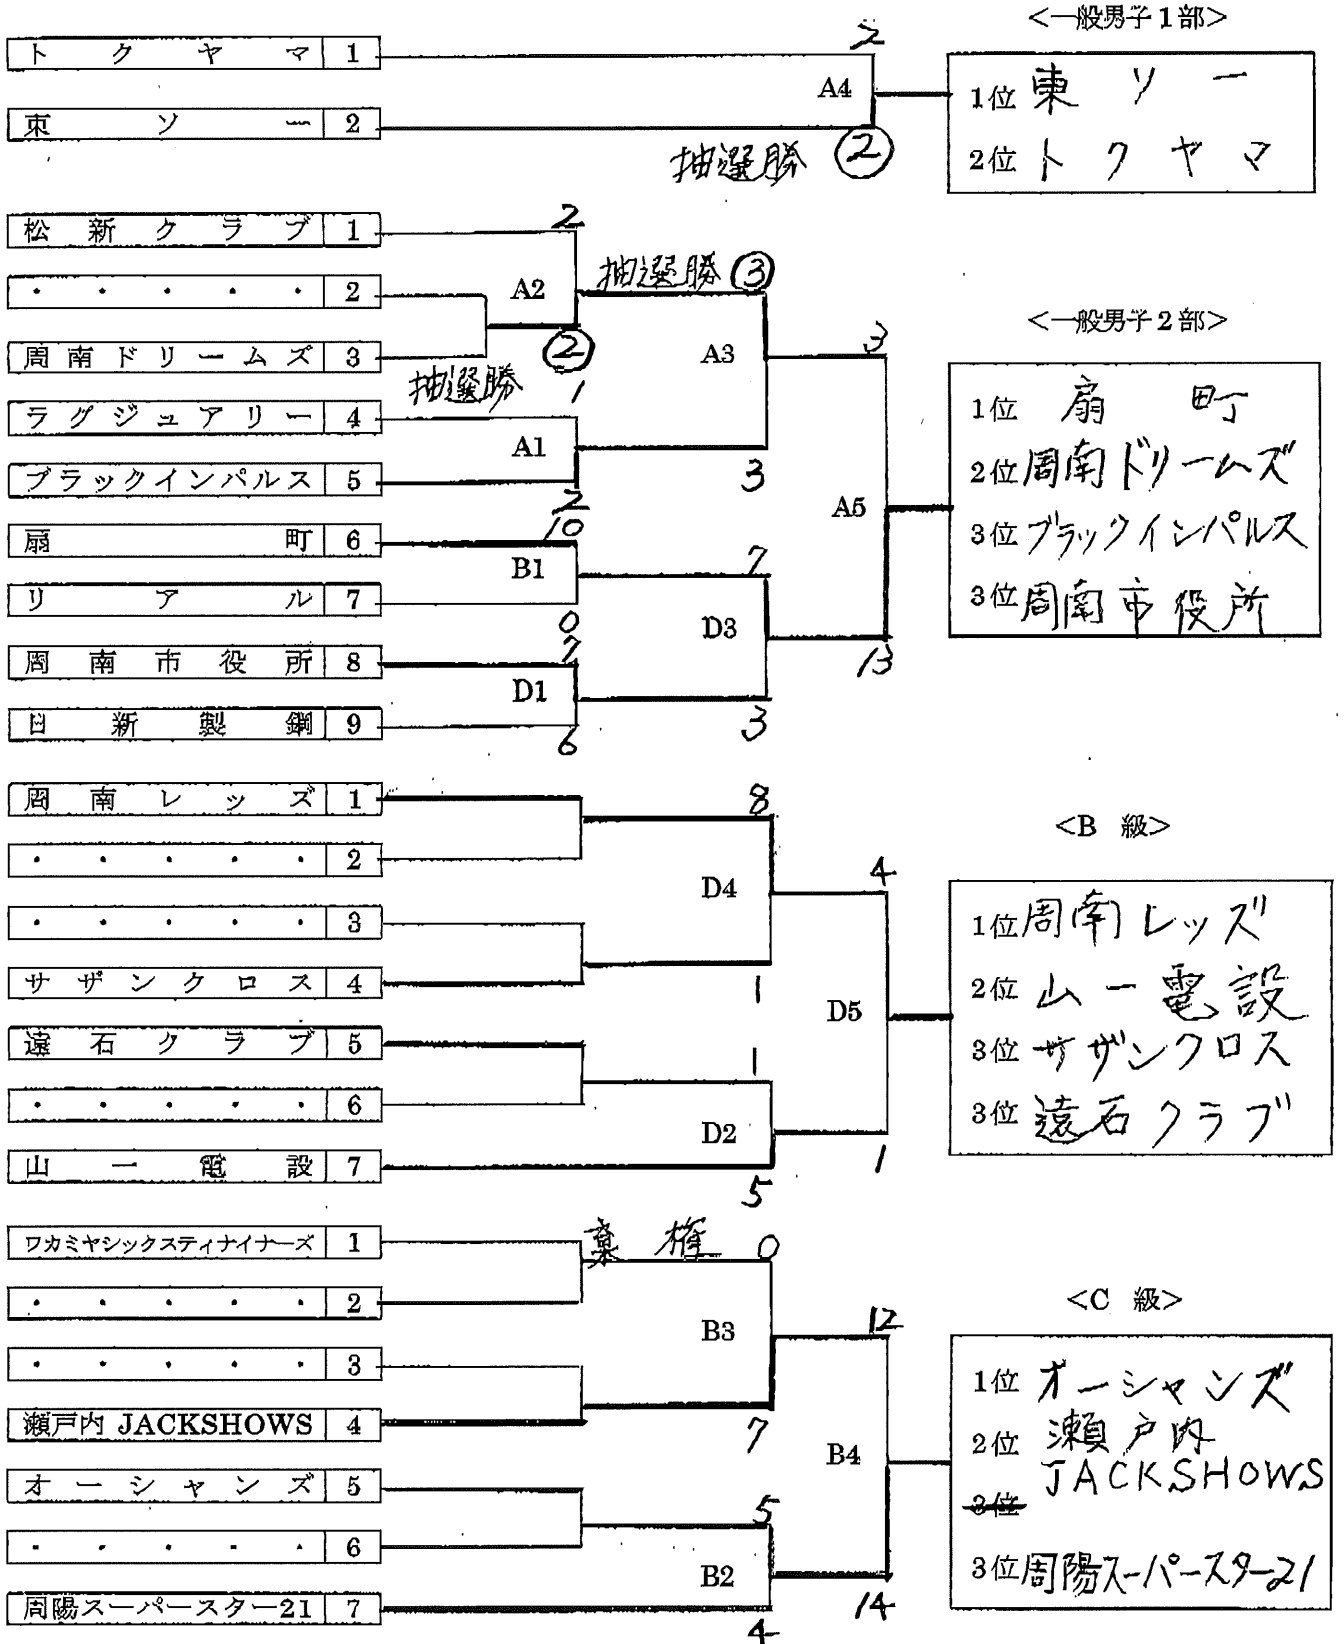 <一般男子1部>
トクヤマ 1
2
A4
東ソー 2
抽選勝 ②
1位 東ソー
2位 トクヤマ
松新クラブ 1
2
・・・・・ 2
A2
抽選勝 ③
周南ドリームズ 3
②
抽選勝
A3
3
ラグジュアリー 4
1
A1
ブラックインパルス 5
2
3
A5
扇町 6
10
B1
7
リアル 7
0
D3
13
周南市役所 8
7
D1
日新製鋼 9
6
3
<一般男子2部>
1位 扇町
2位 周南ドリームズ
3位 ブラックインパルス
3位 周南市役所
周南レッズ 1
8
・・・・・ 2
D4
4
・・・・・ 3
サザンクロス 4
1
D5
遠石クラブ 5
1
・・・・・ 6
D2
1
山一電設 7
5
<B 級>
1位 周南レッズ
2位 山一電設
3位 サザンクロス
3位 遠石クラブ
ワカミヤシックスティナイナーズ 1
棄権 0
・・・・・ 2
B3
12
・・・・・ 3
瀬戸内 JACKSHOWS 4
7
B4
オーシャンズ 5
5
・・・・・ 6
B2
14
周陽スーパースター21 7
4
<C 級>
1位 オーシャンズ
2位 瀬戸内
JACKSHOWS
3位
3位 周陽スーパースター21